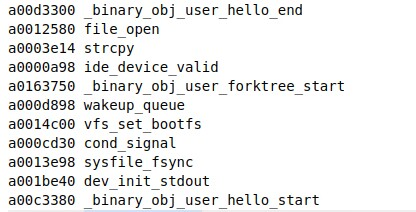 a00d3300 _binary_obj_user_hello_end
a0012580 file_open
a0003e14 strcpy
a0000a98 ide_device_valid
a0163750 _binary_obj_user_forktree_start
a000d898 wakeup_queue
a0014c00 vfs_set_bootfs
a000cd30 cond_signal
a0013e98 sysfile_fsync
a001be40 dev_init_stdout
a00c3380 _binary_obj_user_hello_start